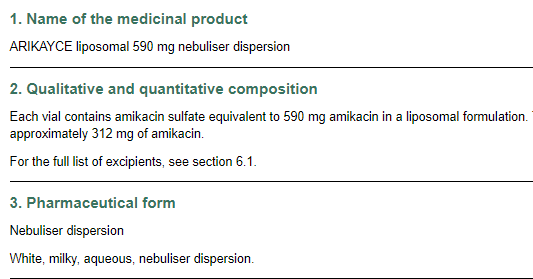 1. Name of the medicinal product
ARIKAYCE liposomal 590 mg nebuliser dispersion
2. Qualitative and quantitative composition
Each vial contains amikacin sulfate equivalent to 590 mg amikacin in a liposomal formulation.
approximately 312 mg of amikacin.
For the full list of excipients, see section 6.1.
3. Pharmaceutical form
Nebuliser dispersion
White, milky, aqueous, nebuliser dispersion.